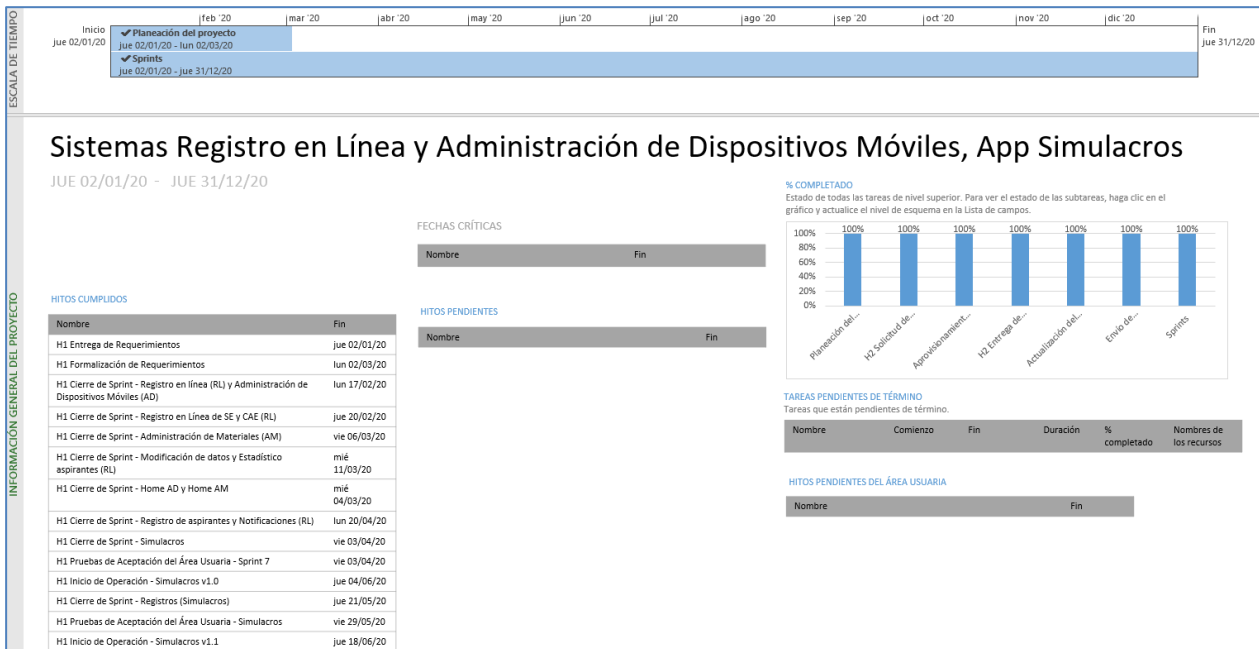 ESCALA DE TIEMPO
feb '20 mar '20 abr '20 may '20 jun '20 jul '20 ago '20 sep '20 oct '20 nov '20 dic '20
Inicio
jue 02/01/20
✔Planeación del proyecto
jue 02/01/20 - lun 02/03/20
✔Sprints
jue 02/01/20 - jue 31/12/20
Fin
jue 31/12/20
INFORMACIÓN GENERAL DEL PROYECTO
Sistemas Registro en Línea y Administración de Dispositivos Móviles, App Simulacros
JUE 02/01/20 - JUE 31/12/20
HITOS CUMPLIDOS
Nombre Fin
H1 Entrega de Requerimientos jue 02/01/20
H1 Formalización de Requerimientos lun 02/03/20
H1 Cierre de Sprint - Registro en línea (RL) y Administración de lun 17/02/20
Dispositivos Móviles (AD)
H1 Cierre de Sprint - Registro en Línea de SE y CAE (RL) jue 20/02/20
H1 Cierre de Sprint - Administración de Materiales (AM) vie 06/03/20
H1 Cierre de Sprint - Modificación de datos y Estadístico mié
aspirantes (RL) 11/03/20
H1 Cierre de Sprint - Home AD y Home AM mié
04/03/20
H1 Cierre de Sprint - Registro de aspirantes y Notificaciones (RL) lun 20/04/20
H1 Cierre de Sprint - Simulacros vie 03/04/20
H1 Pruebas de Aceptación del Área Usuaria - Sprint 7 vie 03/04/20
H1 Inicio de Operación - Simulacros v1.0 jue 04/06/20
H1 Cierre de Sprint - Registros (Simulacros) jue 21/05/20
H1 Pruebas de Aceptación del Área Usuaria - Simulacros vie 29/05/20
H1 Inicio de Operación - Simulacros v1.1 jue 18/06/20
FECHAS CRÍTICAS
Nombre Fin
HITOS PENDIENTES
Nombre Fin
% COMPLETADO
Estado de todas las tareas de nivel superior. Para ver el estado de las subtareas, haga clic en el
gráfico y actualice el nivel de esquema en la Lista de campos.
100% 100% 100% 100% 100% 100% 100%
100%
80%
60%
40%
20%
0%
Planeación del...
H2 Solicitud de...
Aprovisionamient...
H2 Entrega de...
Actualización del...
Envío de...
Sprints
TAREAS PENDIENTES DE TÉRMINO
Tareas que están pendientes de término.
Nombre Comienzo Fin Duración % Nombres de
completado los recursos
HITOS PENDIENTES DEL ÁREA USUARIA
Nombre Fin